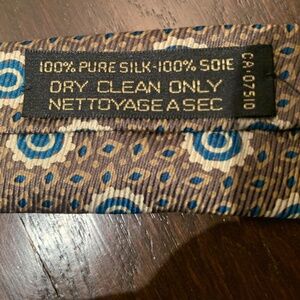 100% PURE SILK-100% SOIE
DRY CLEAN ONLY
NETTOYAGE A SEC
CA-07510